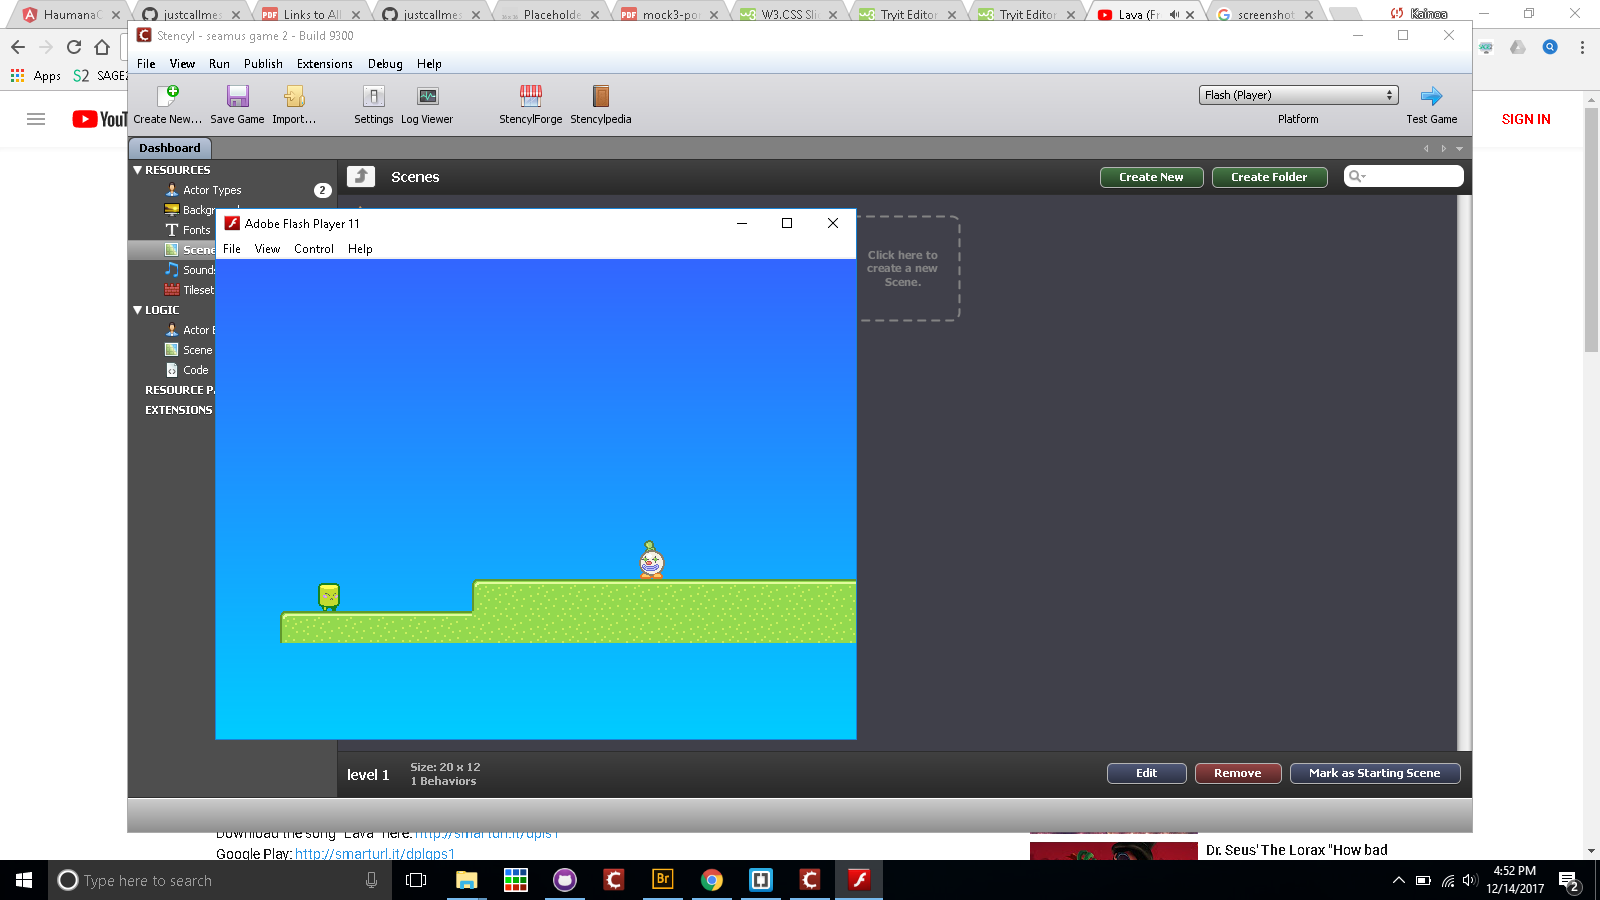 HaumanaC
justcallme
Links to All
justcallme
Placeholde
mock3-por
W3.CSS Sli
Tryit Editor
Tryit Editor
Lava (Fr
screenshot
Kainoa
Stencyl - seamus game 2 - Build 9300
File View Run Publish Extensions Debug Help
Apps S2 SAGE2
Create New... Save Game Import... Settings Log Viewer StencylForge Stencylpedia
Flash (Player)
Platform
Test Game
YouT
SIGN IN
Dashboard
RESOURCES
Actor Types 2
Backgr
Fonts
Scene
Sounds
Tileset
LOGIC
Actor B
Scene
Code
RESOURCE PA
EXTENSIONS
Scenes
Create New
Create Folder
Click here to
create a new
Scene.
Adobe Flash Player 11
File View Control Help
level 1
Size: 20 x 12
1 Behaviors
Edit
Remove
Mark as Starting Scene
Download the song "Lava" here: http://smarturl.it/dpls1
Google Play: http://smarturl.it/dplgps1
Dr. Seus' The Lorax "How bad
Type here to search
Br
4:52 PM
12/14/2017
2